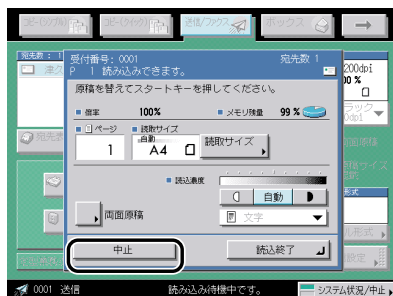 コピー(シンプル)
コピー(クイック)
送信/ファクス
ボックス
宛先数:1
200dpi
受付番号: 0001
宛先数 1
P 1 読み込みできます。
原稿を替えてスタートキーを押してください。
倍率 100%
メモリ残量 99 %
ページ
読取サイズ
1
自動
A4
読取サイズ
読込濃度
自動
両面原稿
文字
中止
読込終了
0001 送信
読み込み待機中です。
システム状況/中止